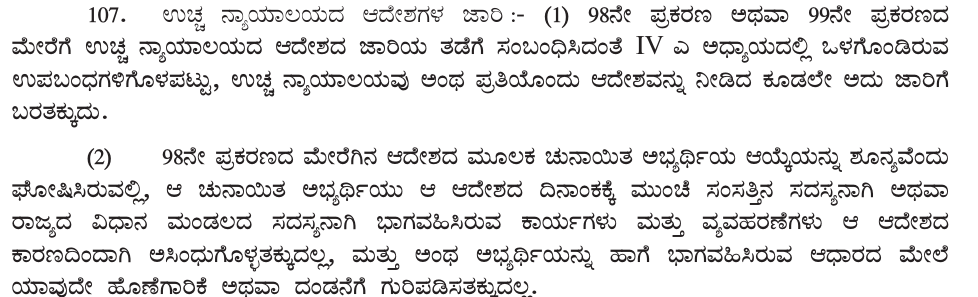 107. ಉಚ್ಚ ನ್ಯಾಯಾಲಯದ ಆದೇಶಗಳ ಜಾರಿ :- (1) 98ನೇ ಪ್ರಕರಣ ಅಥವಾ 99ನೇ ಪ್ರಕರಣದ
ಮೇರೆಗೆ ಉಚ್ಚ ನ್ಯಾಯಾಲಯದ ಆದೇಶದ ಜಾರಿಯ ತಡೆಗೆ ಸಂಬಂಧಿಸಿದಂತೆ IV ಎ ಅಧ್ಯಾಯದಲ್ಲಿ ಒಳಗೊಂಡಿರುವ
ಉಪಬಂಧಗಳಿಗೊಳಪಟ್ಟು, ಉಚ್ಚ ನ್ಯಾಯಾಲಯವು ಅಂಥ ಪ್ರತಿಯೊಂದು ಆದೇಶವನ್ನು ನೀಡಿದ ಕೂಡಲೇ ಅದು ಜಾರಿಗೆ
ಬರತಕ್ಕುದು.
(2) 98ನೇ ಪ್ರಕರಣದ ಮೇರೆಗಿನ ಆದೇಶದ ಮೂಲಕ ಚುನಾಯಿತ ಅಭ್ಯರ್ಥಿಯ ಆಯ್ಕೆಯನ್ನು ಶೂನ್ಯವೆಂದು
ಘೋಷಿಸಿರುವಲ್ಲಿ, ಆ ಚುನಾಯಿತ ಅಭ್ಯರ್ಥಿಯು ಆ ಆದೇಶದ ದಿನಾಂಕಕ್ಕೆ ಮುಂಚೆ ಸಂಸತ್ತಿನ ಸದಸ್ಯನಾಗಿ ಅಥವಾ
ರಾಜ್ಯದ ವಿಧಾನ ಮಂಡಲದ ಸದಸ್ಯನಾಗಿ ಭಾಗವಹಿಸಿರುವ ಕಾರ್ಯಗಳು ಮತ್ತು ವ್ಯವಹರಣೆಗಳು ಆ ಆದೇಶದ
ಕಾರಣದಿಂದಾಗಿ ಅಸಿಂಧುಗೊಳ್ಳತಕ್ಕುದಲ್ಲ, ಮತ್ತು ಅಂಥ ಅಭ್ಯರ್ಥಿಯನ್ನು ಹಾಗೆ ಭಾಗವಹಿಸಿರುವ ಆಧಾರದ ಮೇಲೆ
ಯಾವುದೇ ಹೊಣೆಗಾರಿಕೆ ಅಥವಾ ದಂಡನೆಗೆ ಗುರಿಪಡಿಸತಕ್ಕುದಲ್ಲ.